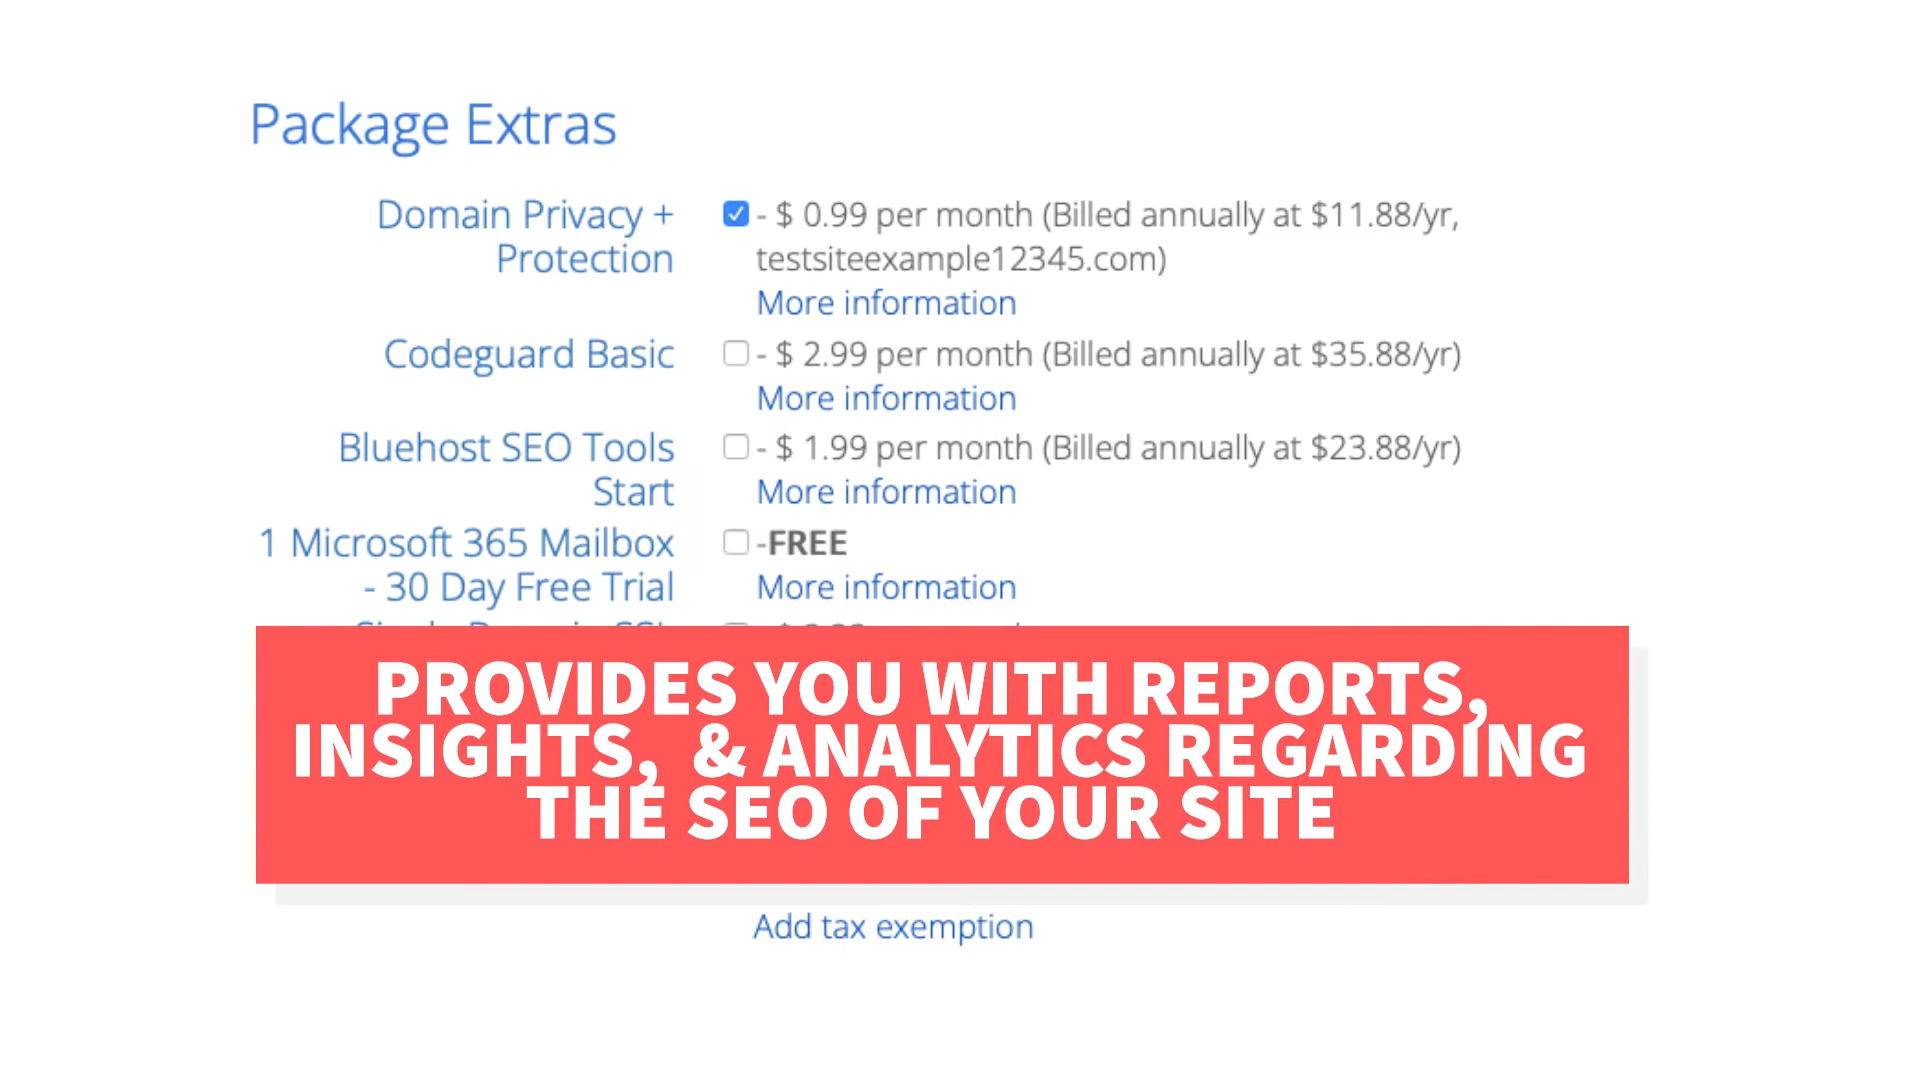 Package Extras
Domain Privacy + - $ 0.99 per month (Billed annually at $11.88/yr,
Protection testsiteexample12345.com)
More information
Codeguard Basic - $ 2.99 per month (Billed annually at $35.88/yr)
More information
Bluehost SEO Tools - $ 1.99 per month (Billed annually at $23.88/yr)
Start More information
1 Microsoft 365 Mailbox -FREE
- 30 Day Free Trial More information
PROVIDES YOU WITH REPORTS,
INSIGHTS, & ANALYTICS REGARDING
THE SEO OF YOUR SITE
Add tax exemption